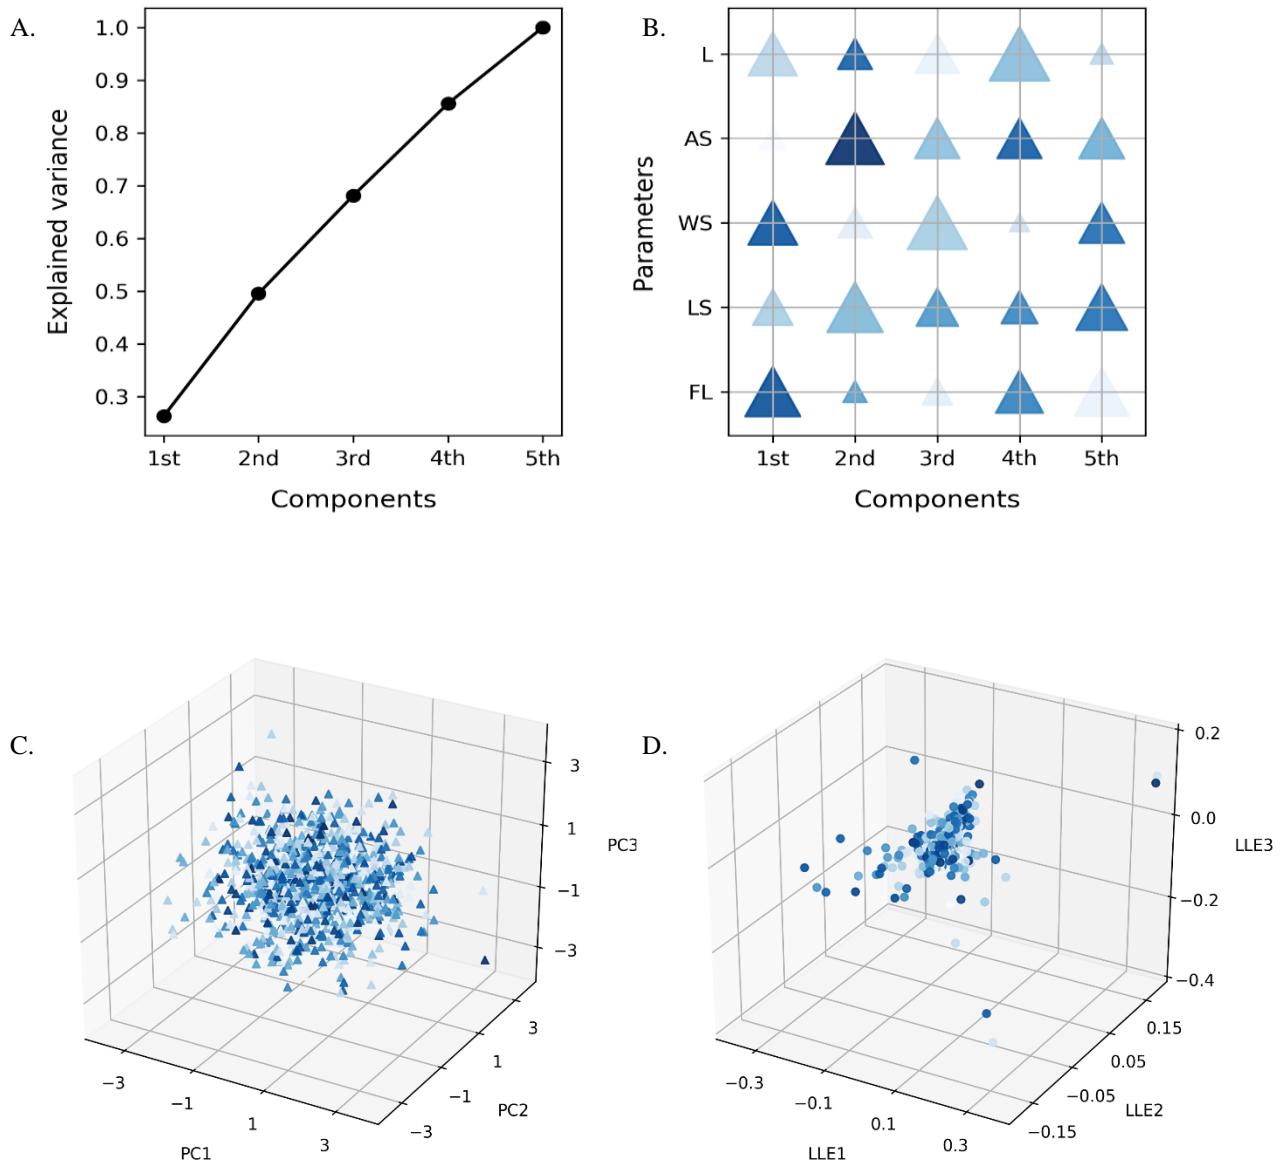 A.
Explained variance
1.0
0.9
0.8
0.7
0.6
0.5
0.4
0.3
1st 2nd 3rd 4th 5th
Components
B.
Parameters
L
AS
WS
LS
FL
1st 2nd 3rd 4th 5th
Components
C.
3
1
−1
−3
PC3
3
1
−1
−3
PC2
−3
−1
1
3
PC1
D.
0.2
0.0
−0.2
−0.4
LLE3
0.15
0.05
−0.05
−0.15
LLE2
−0.3
−0.1
0.1
0.3
LLE1